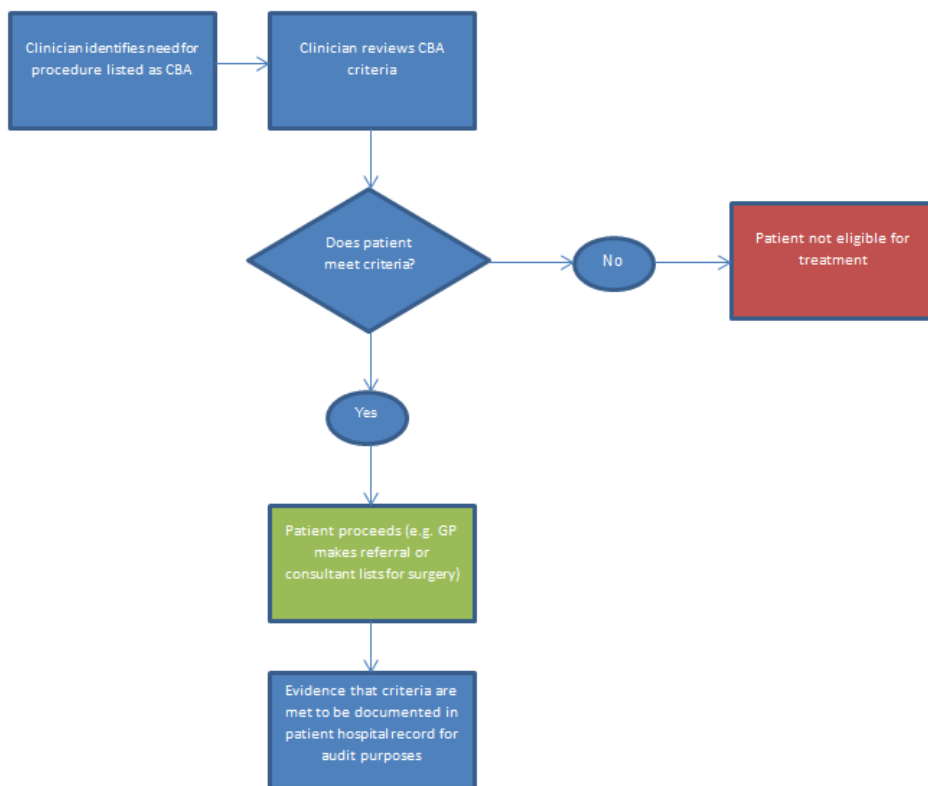 Clinician identifies need for
procedure listed as CBA
Clinician reviews CBA
criteria
Does patient
meet criteria?
No
Patient not eligible for
treatment
Yes
Patient proceeds (e.g. GP
makes referral or
consultant lists for surgery)
Evidence that criteria are
met to be documented in
patient hospital record for
audit purposes